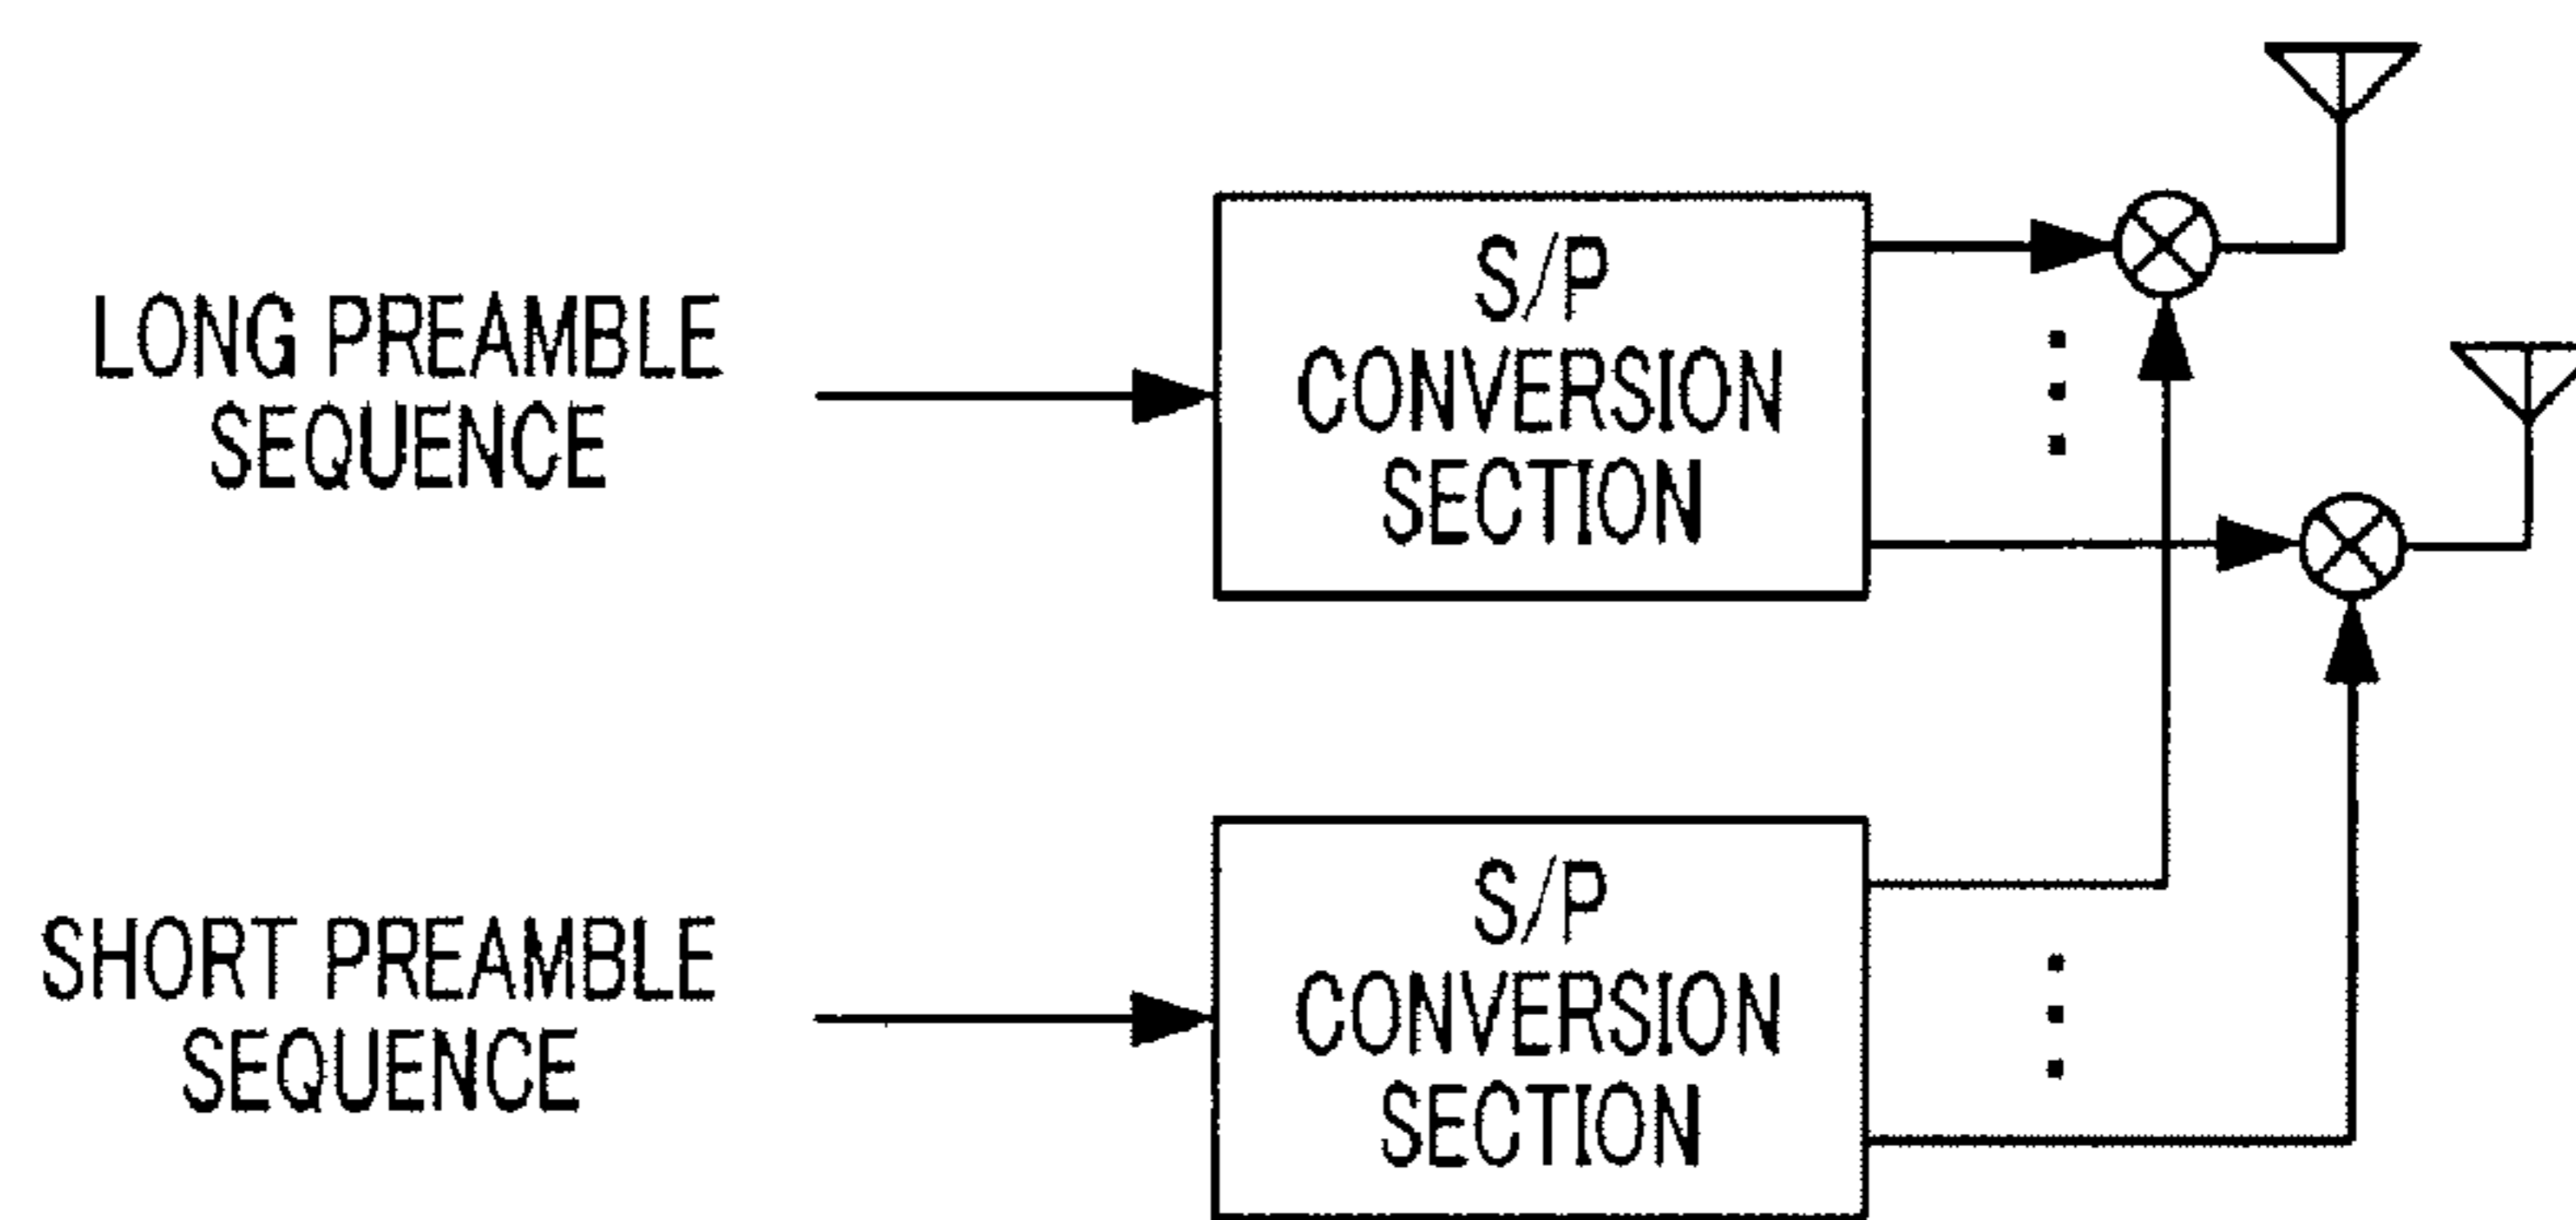 LONG PREAMBLE
SEQUENCE
S/P
CONVERSION
SECTION
SHORT PREAMBLE
SEQUENCE
S/P
CONVERSION
SECTION